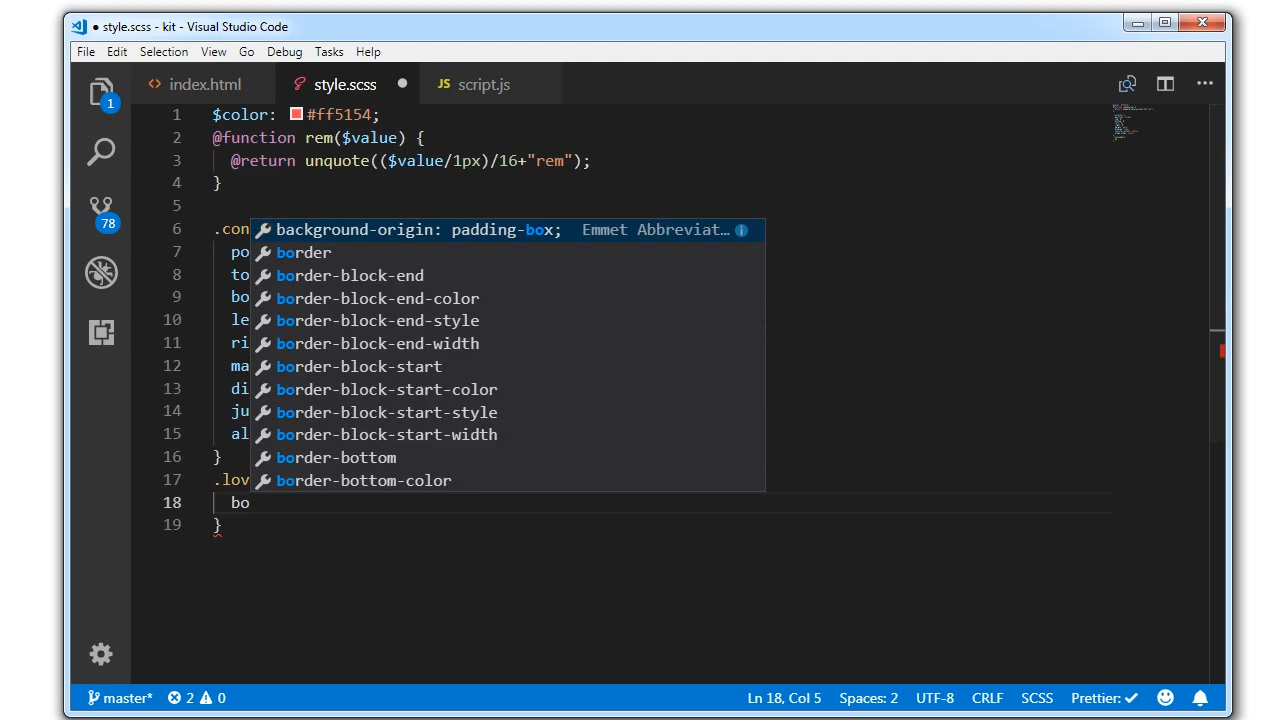 ● style.scss - kit - Visual Studio Code
File Edit Selection View Go Debug Tasks Help
1
<> index.html style.scss ● JS script.js
1 $color: #ff5154;
2 @function rem($value) {
3 @return unquote(($value/1px)/16+"rem");
4 }
5
6 .con
7 po
8 to
9 bo
10 le
11 ri
12 ma
13 di
14 ju
15 al
16 }
17 .lov
18 bo
19 }
background-origin: padding-box; Emmet Abbreviat…
border
border-block-end
border-block-end-color
border-block-end-style
border-block-end-width
border-block-start
border-block-start-color
border-block-start-style
border-block-start-width
border-bottom
border-bottom-color
78
master* 2 0 Ln 18, Col 5 Spaces: 2 UTF-8 CRLF SCSS Prettier: ✓